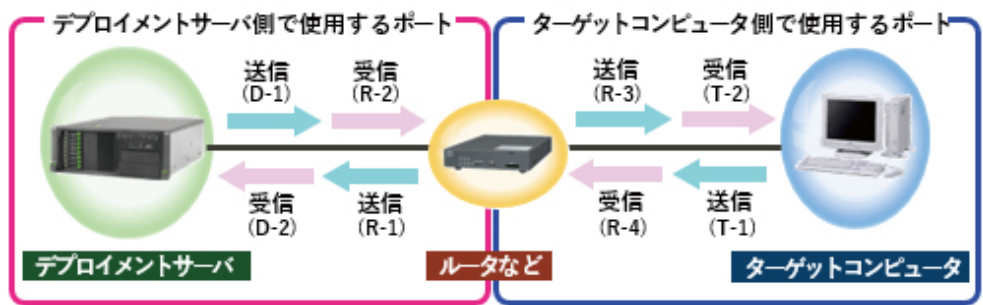 デプロイメントサーバ側で使用するポート
ターゲットコンピュータ側で使用するポート
送信
(D-1)
受信
(R-2)
送信
(R-3)
受信
(T-2)
受信
(D-2)
送信
(R-1)
受信
(R-4)
送信
(T-1)
デプロイメントサーバ
ルータなど
ターゲットコンピュータ